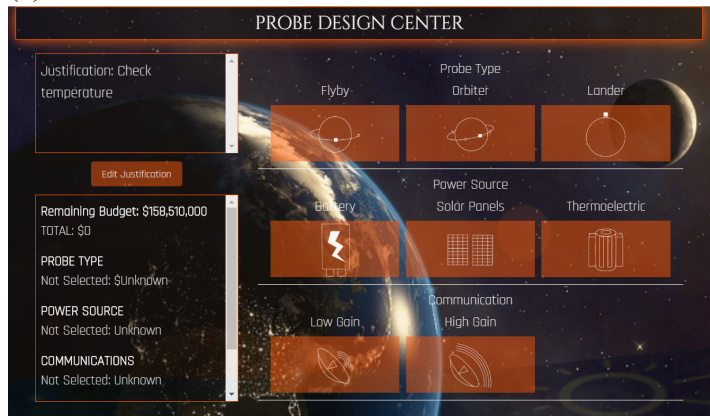 PROBE DESIGN CENTER
Justification: Check
temperature
Edit Justification
Remaining Budget: $158,510,000
TOTAL: $0
PROBE TYPE
Not Selected: $Unknown
POWER SOURCE
Not Selected: Unknown
COMMUNICATIONS
Not Selected: Unknown
Probe Type
Flyby Orbiter Lander
Power Source
Battery Solar Panels Thermoelectric
Communication
Low Gain High Gain